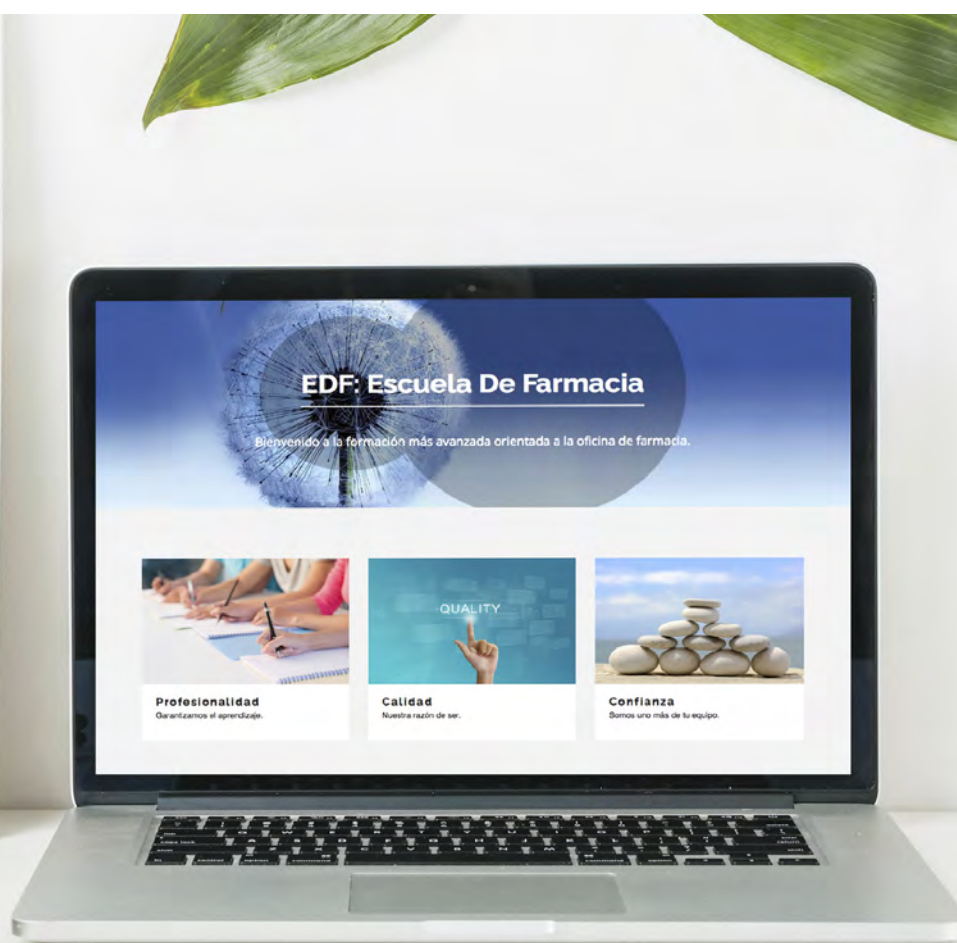 EDF: Escuela De Farmacia
Bienvenido a la formación más avanzada orientada a la oficina de farmacia.
QUALITY
Profesionalidad
Garantizamos el aprendizaje.
Calidad
Nuestra razón de ser.
Confianza
Somos uno más de tu equipo.